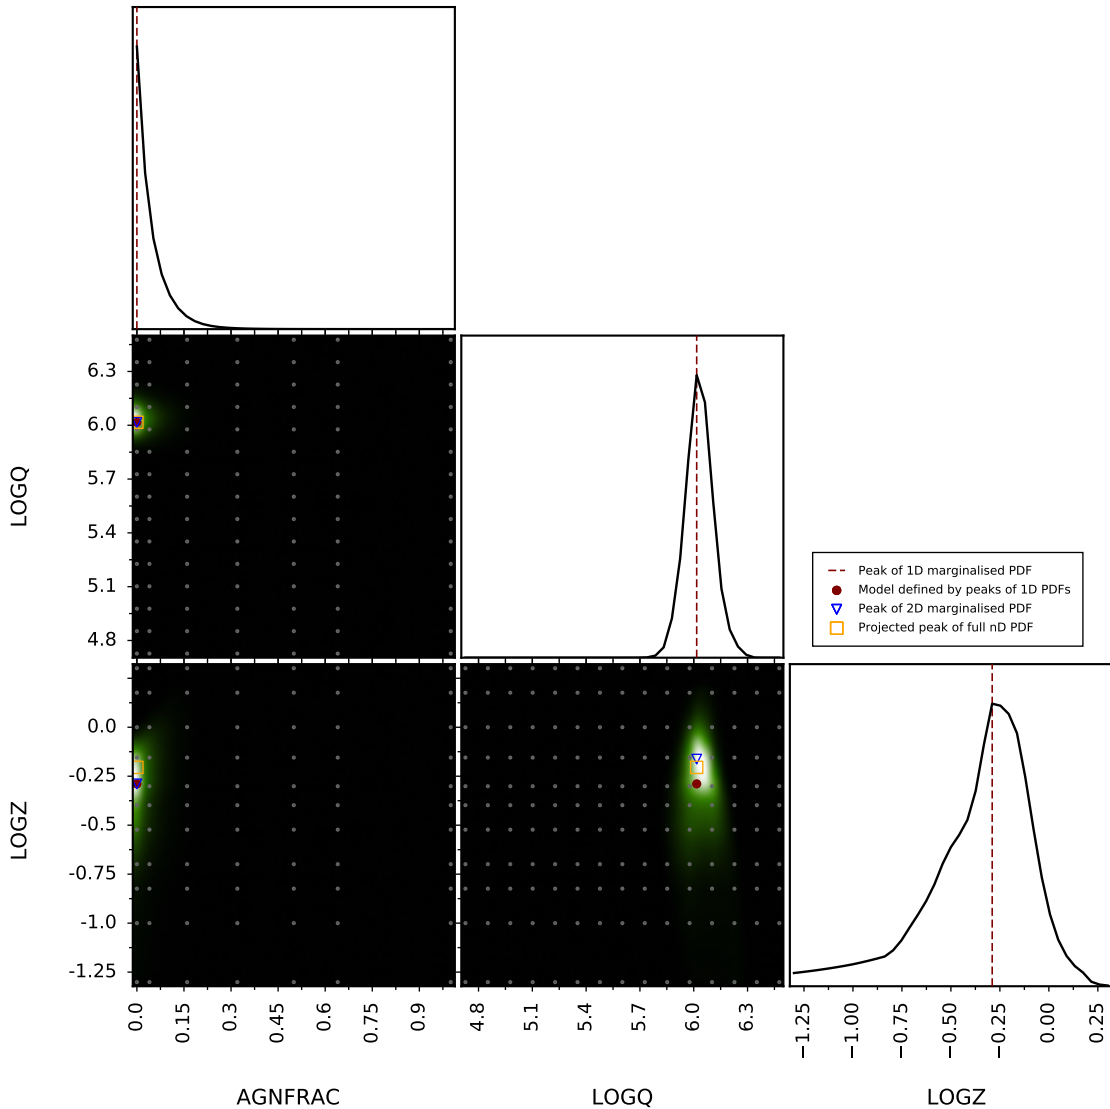 6.3
6.0
5.7
5.4
5.1
4.8
LOGQ
Peak of 1D marginalised PDF
Model defined by peaks of 1D PDFs
Peak of 2D marginalised PDF
Projected peak of full nD PDF
0.0
-0.25
-0.5
-0.75
-1.0
-1.25
LOGZ
0.0 0.15 0.3 0.45 0.6 0.75 0.9
4.8 5.1 5.4 5.7 6.0 6.3
−1.25 −1.00 −0.75 −0.50 −0.25 0.00 0.25
AGNFRAC LOGQ LOGZ